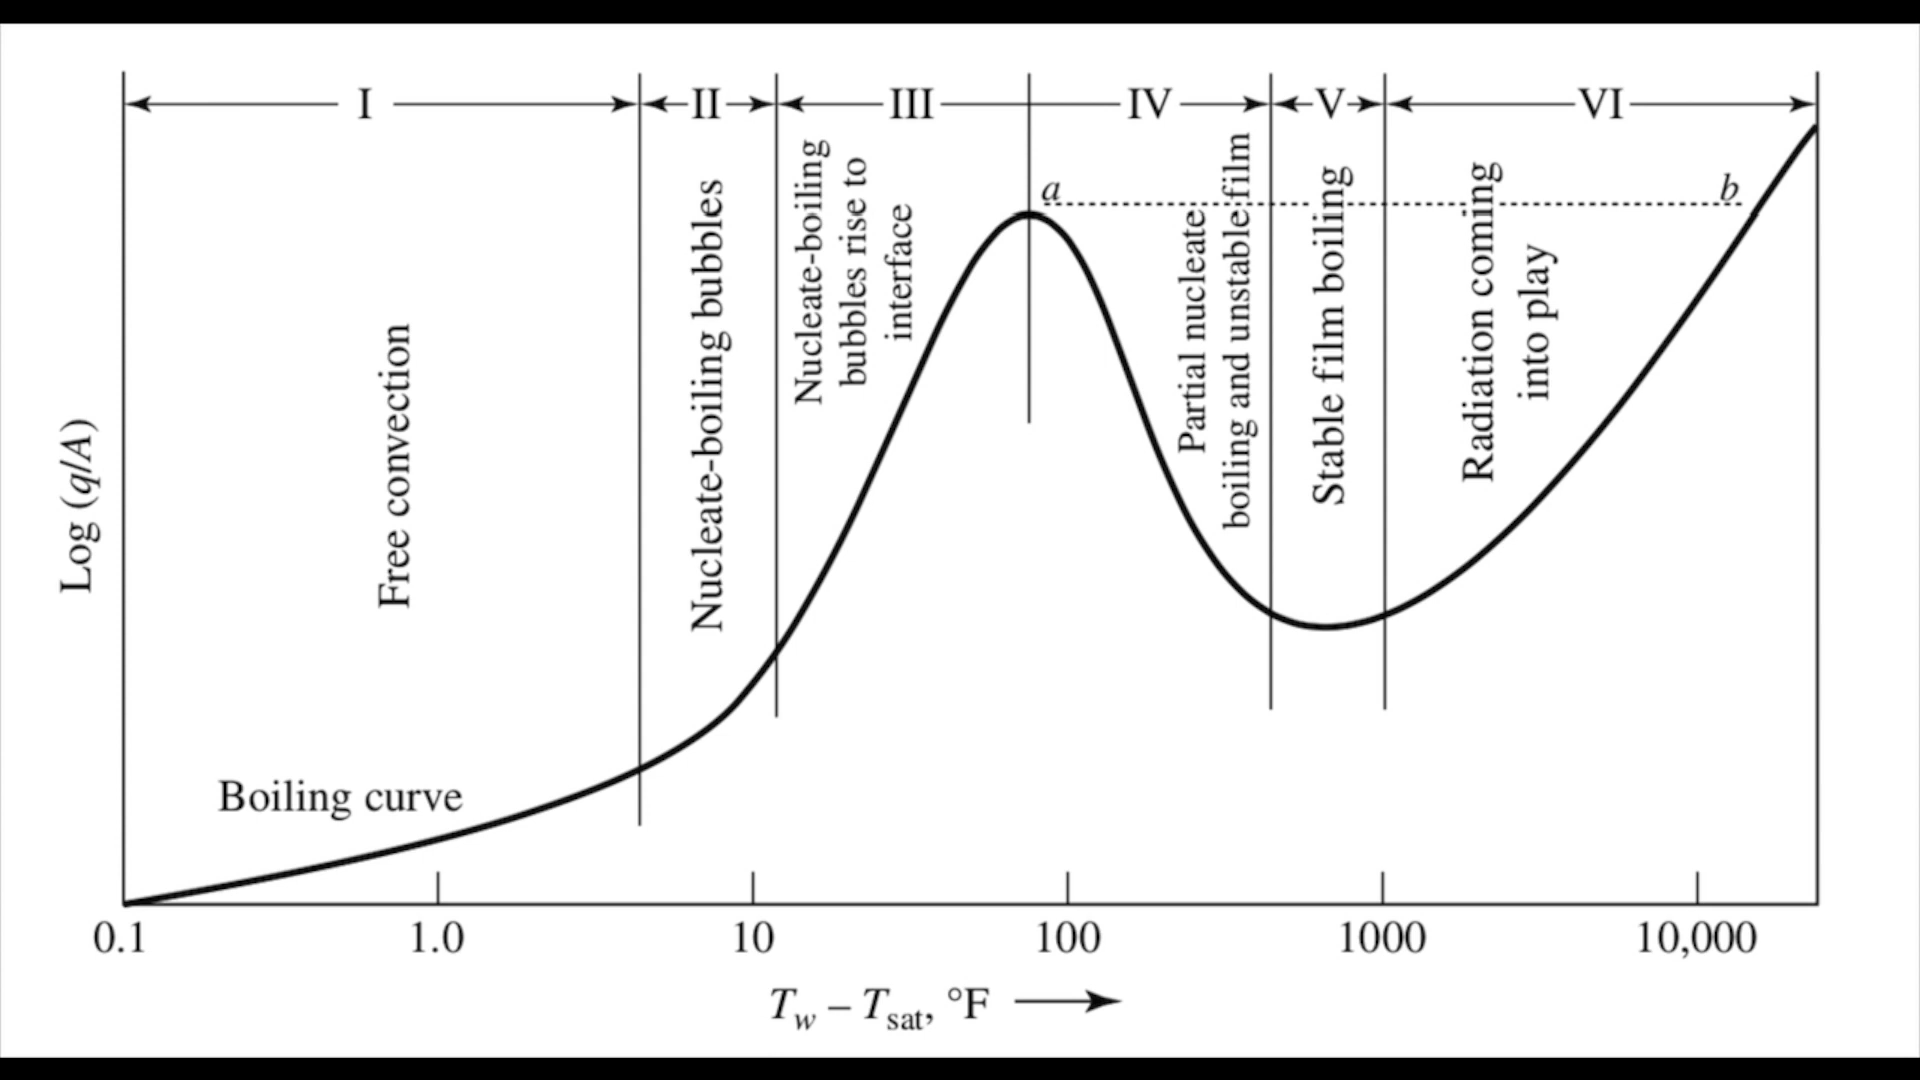 I II III IV V VI
a b
Free convection
Nucleate-boiling bubbles
Nucleate-boiling
bubbles rise to
interface
Partial nucleate
boiling and unstable film
Stable film boiling
Radiation coming
into play
Log (q/A)
Boiling curve
0.1 1.0 10 100 1000 10,000
Tw – Tsat, °F